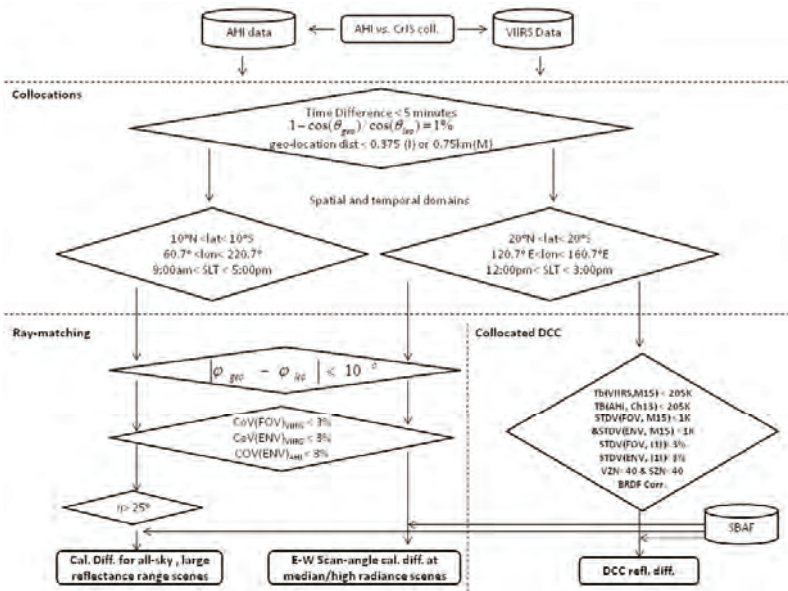 AHI data
AHI vs. CrIS coll.
VIIRS Data
Collocations
Time Difference < 5 minutes
1−cos(θgeo)/cos(θleo)=1%
geo-location dist < 0.375 (I) or 0.75km(M)
Spatial and temporal domains
10°N <lat< 10°S
60.7° <lon< 220.7°
9:00am< SLT < 5:00pm
20°N <lat< 20°S
120.7° E<lon< 160.7°E
12:00pm< SLT < 3:00pm
Ray-matching
Collocated DCC
|φ geo − φ leo| < 10 °
CoV(FOV)VIIRS < 3%
CoV(ENV)VIIRS < 3%
COV(ENV)AHI < 3%
Tb(VIIRS,M15) < 205K
TB(AHI, Ch13) < 205K
STDV(FOV, M15) <1K
&STDV(ENV, M15) <1K
STDV(FOV, I1)
STDV(ENV, I1)
VZN< 40 & SZN< 40
BRDF Corr.
η> 25°
SBAF
Cal. Diff. for all-sky , large
reflectance range scenes
E-W Scan-angle cal. diff. at
median/high radiance scenes
DCC refl. diff.